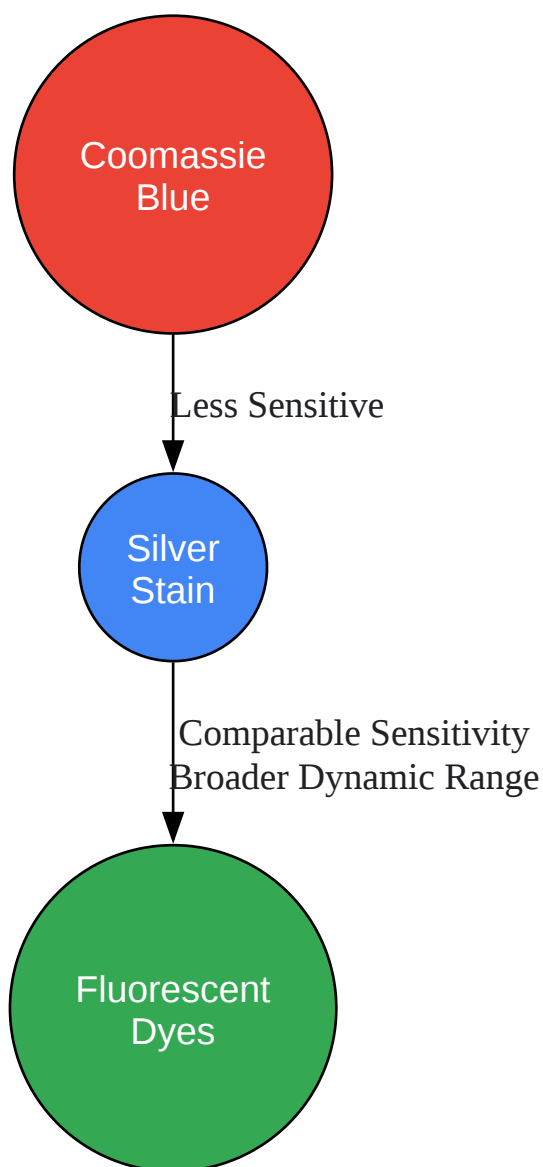 Coomassie
Blue
Less Sensitive
Silver
Stain
Comparable Sensitivity
Broader Dynamic Range
Fluorescent
Dyes